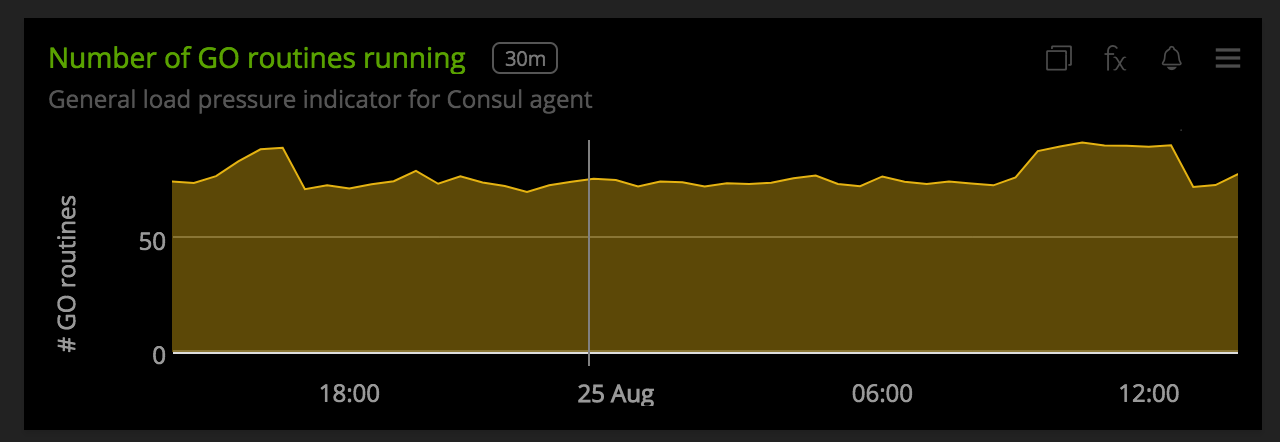 Number of GO routines running 30m
fx
General load pressure indicator for Consul agent
# GO routines
50
0
18:00 25 Aug 06:00 12:00